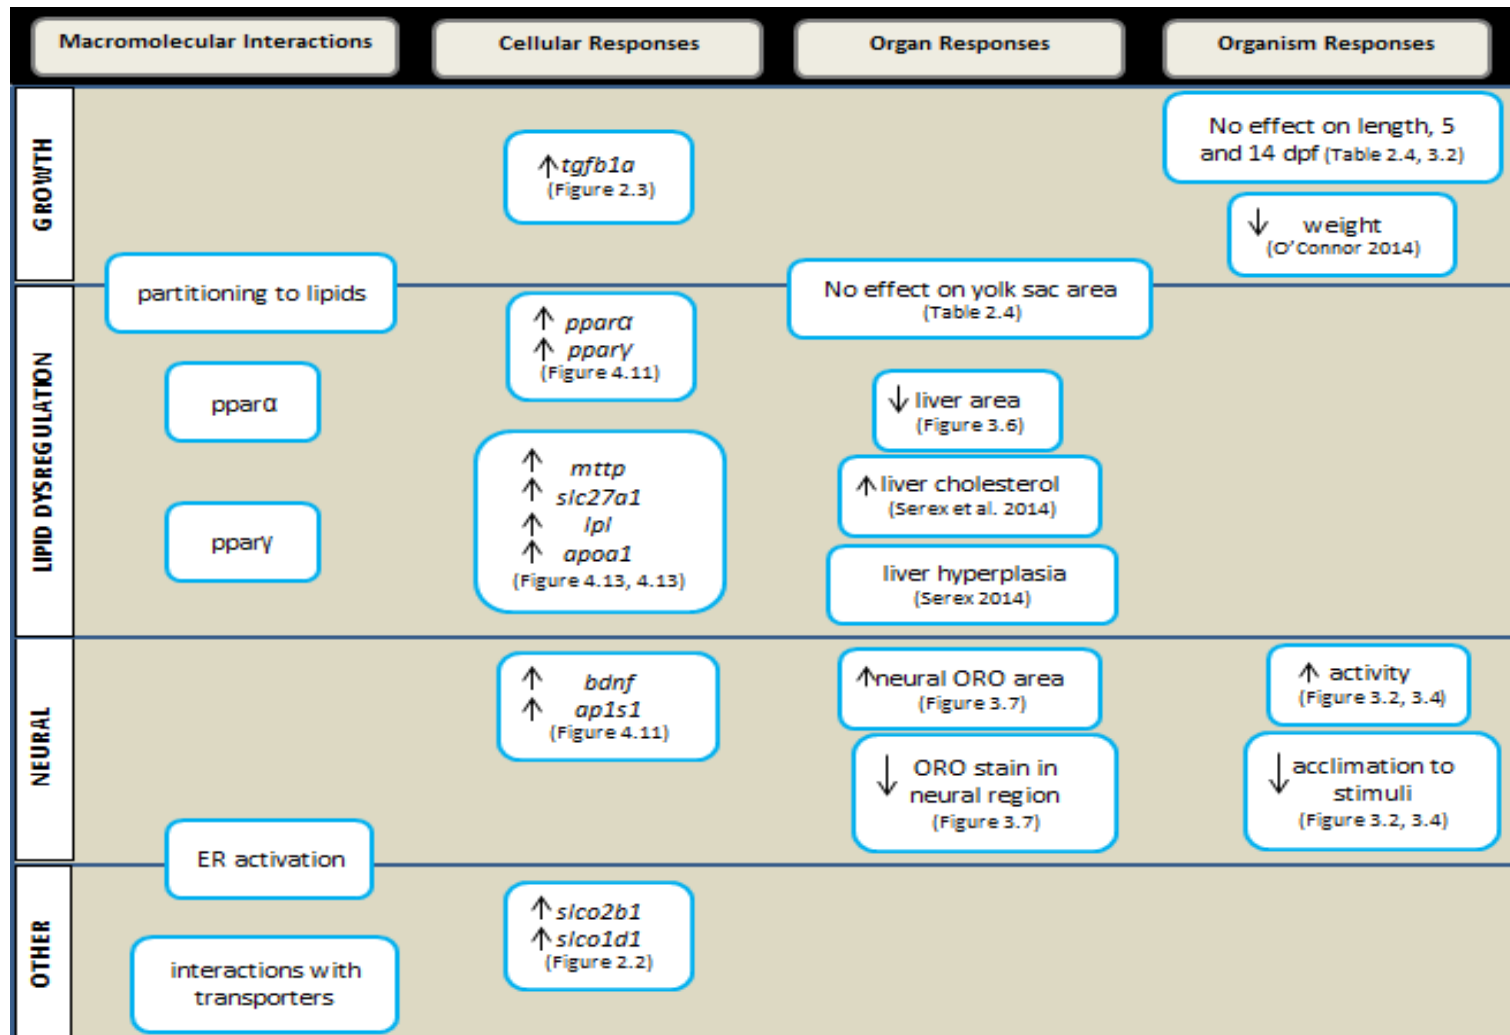 Macromolecular Interactions
Cellular Responses
Organ Responses
Organism Responses
GROWTH
↑ tgfb1a
(Figure 2.3)
No effect on length, 5
and 14 dpf (Table 2.4, 3.2)
↓ weight
(O’Connor 2014)
partitioning to lipids
No effect on yolk sac area
(Table 2.4)
LIPID DYSREGULATION
pparα
pparγ
↑ pparα
↑ pparγ
(Figure 4.11)
↑ mttp
↑ slc27a1
↑ lpl
↑ apoa1
(Figure 4.13, 4.13)
↓ liver area
(Figure 3.6)
↑ liver cholesterol
(Serex et al. 2014)
liver hyperplasia
(Serex 2014)
NEURAL
↑ bdnf
↑ ap1s1
(Figure 4.11)
↑neural ORO area
(Figure 3.7)
↓ ORO stain in
neural region
(Figure 3.7)
↑ activity
(Figure 3.2, 3.4)
↓ acclimation to
stimuli
(Figure 3.2, 3.4)
ER activation
OTHER
interactions with
transporters
↑ slco2b1
↑ slco1d1
(Figure 2.2)